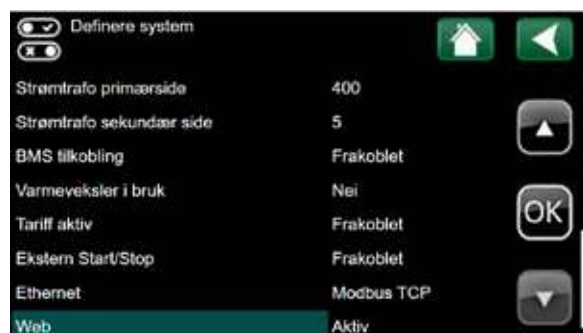 Definere system
Strømtrafo primærside 400
Strømtrafo sekundær side 5
BMS tilkobling Frakoblet
Varmeveksler i bruk Nei
Tariff aktiv Frakoblet
Ekstern Start/Stop Frakoblet
Ethernet Modbus TCP
Web Aktiv
OK